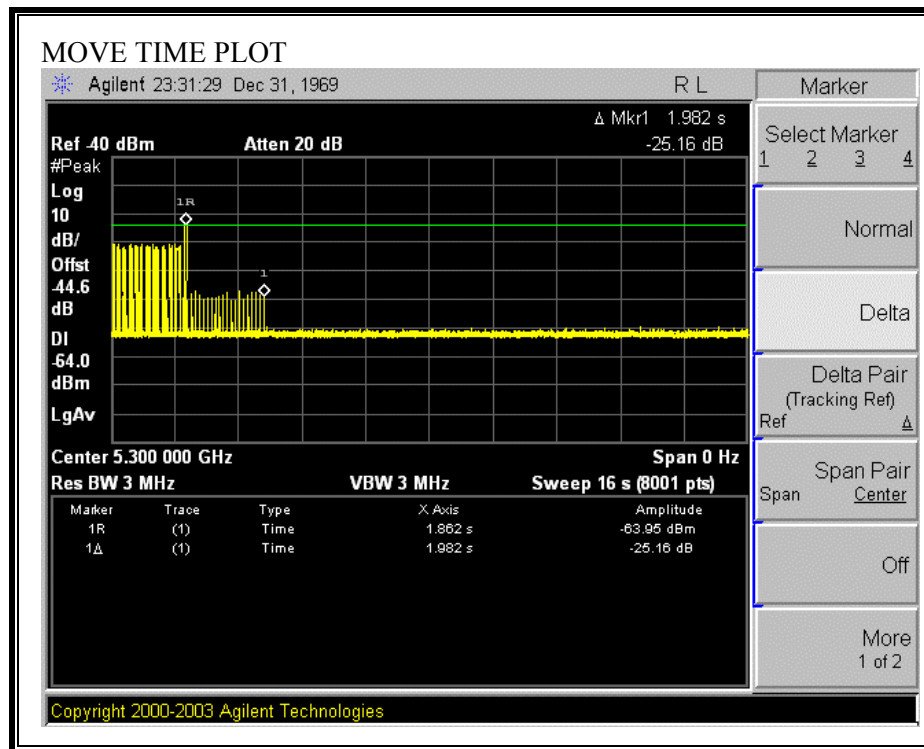 MOVE TIME PLOT
Agilent 23:31:29 Dec 31, 1969 R L
Δ Mkr1 1.982 s
Ref -40 dBm Atten 20 dB -25.16 dB
#Peak
Log
10
dB/
Offset
-44.6
dB
DI
-64.0
dBm
LgAv
1R
1
Center 5.300 000 GHz Span 0 Hz
Res BW 3 MHz VBW 3 MHz Sweep 16 s (8001 pts)
Marker Trace Type X Axis Amplitude
1R (1) Time 1.862 s -63.95 dBm
1Δ (1) Time 1.982 s -25.16 dB
Copyright 2000-2003 Agilent Technologies
Marker
Select Marker
1 2 3 4
Normal
Delta
Delta Pair
(Tracking Ref)
Ref Δ
Span Pair
Span Center
Off
More
1 of 2